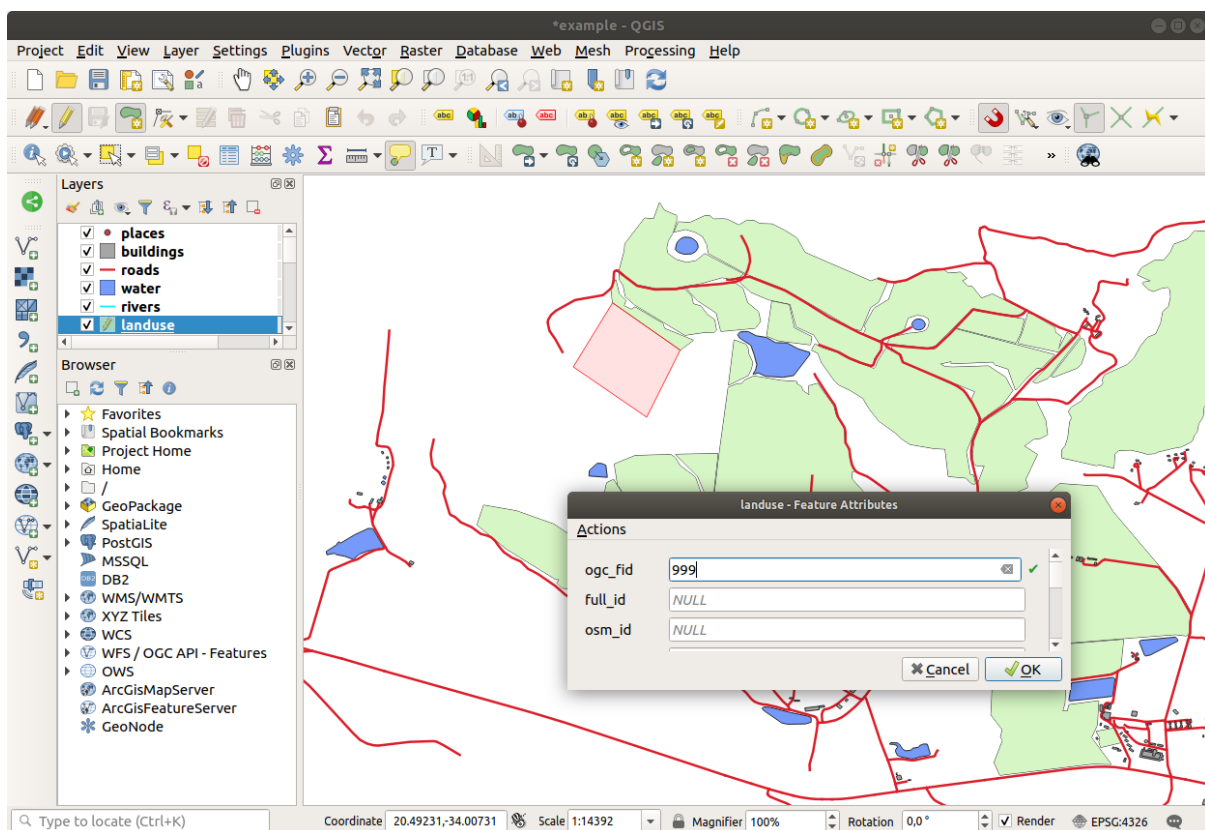 *example - QGIS
Project Edit View Layer Settings Plugins Vector Raster Database Web Mesh Processing Help
Layers
places
buildings
roads
water
rivers
landuse
Browser
Favorites
Spatial Bookmarks
Project Home
Home
/
GeoPackage
SpatiaLite
PostGIS
MSSQL
DB2
WMS/WMTS
XYZ Tiles
WCS
WFS / OGC API - Features
OWS
ArcGisMapServer
ArcGisFeatureServer
GeoNode
landuse - Feature Attributes
Actions
ogc_fid 999
full_id NULL
osm_id NULL
Cancel OK
Type to locate (Ctrl+K) Coordinate 20.49231,-34.00731 Scale 1:14392 Magnifier 100% Rotation 0,0 ° Render EPSG:4326